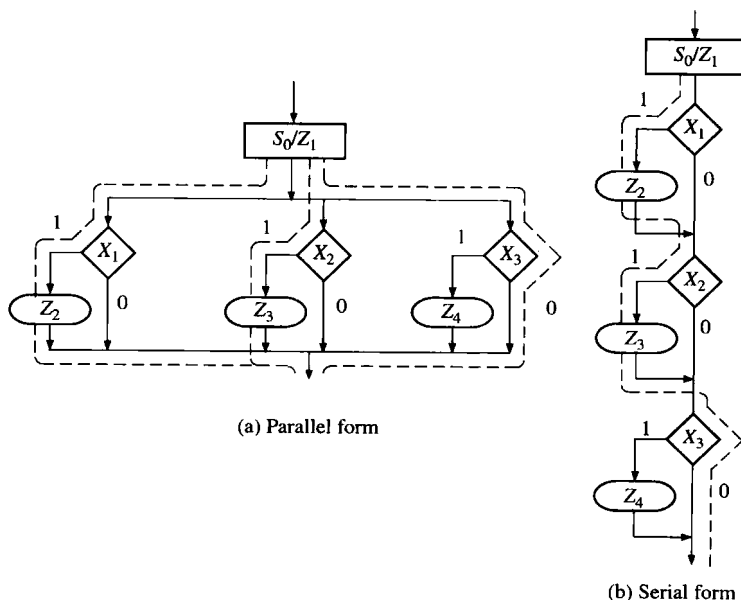 S₀/Z₁
1
X₁
Z₂
0
1
X₂
Z₃
0
1
X₃
Z₄
0
(a) Parallel form
S₀/Z₁
1
X₁
Z₂
0
1
X₂
Z₃
0
1
X₃
Z₄
0
(b) Serial form